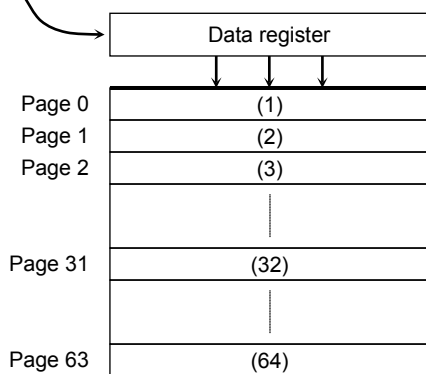 Data register
Page 0 (1)
Page 1 (2)
Page 2 (3)
Page 31 (32)
Page 63 (64)